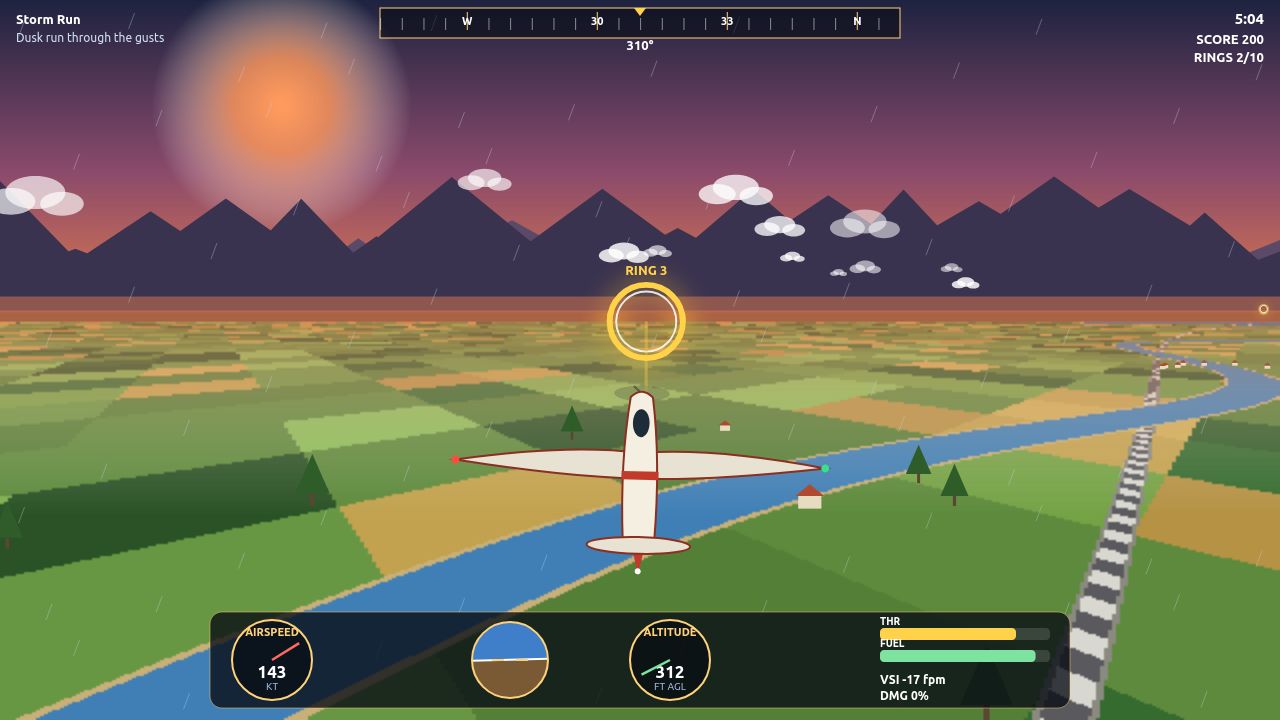 Storm Run
Dusk run through the gusts
W 30 33 N
310°
5:04
SCORE 200
RINGS 2/10
RING 3
AIRSPEED
143
KT
ALTITUDE
312
FT AGL
THR
FUEL
VSI -17 fpm
DMG 0%